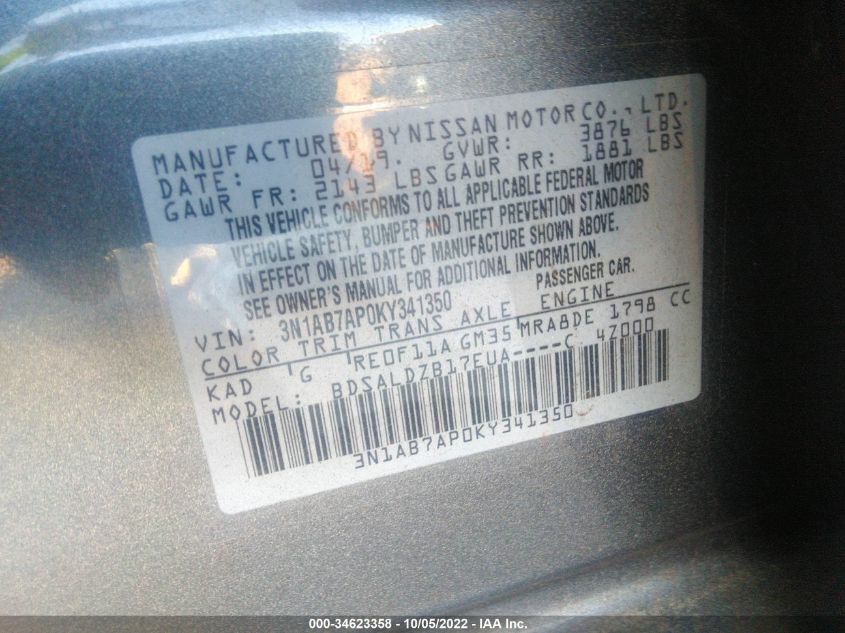 MANUFACTURED BY NISSAN MOTOR CO., LTD.
DATE: 04/19. GVWR: 3876 LBS
GAWR FR: 2143 LBS GAWR RR: 1881 LBS
THIS VEHICLE CONFORMS TO ALL APPLICABLE FEDERAL MOTOR
VEHICLE SAFETY, BUMPER AND THEFT PREVENTION STANDARDS
IN EFFECT ON THE DATE OF MANUFACTURE SHOWN ABOVE.
SEE OWNER'S MANUAL FOR ADDITIONAL INFORMATION.
PASSENGER CAR.
VIN: 3N1AB7AP0KY341350
COLOR TRIM TRANS AXLE ENGINE
KAD G RE0F11A GM35 MRA8DE 1798 CC
MODEL: BDSALDZB17EUA----C 4Z000
3N1AB7AP0KY341350
000-34623358 - 10/05/2022 - IAA Inc.